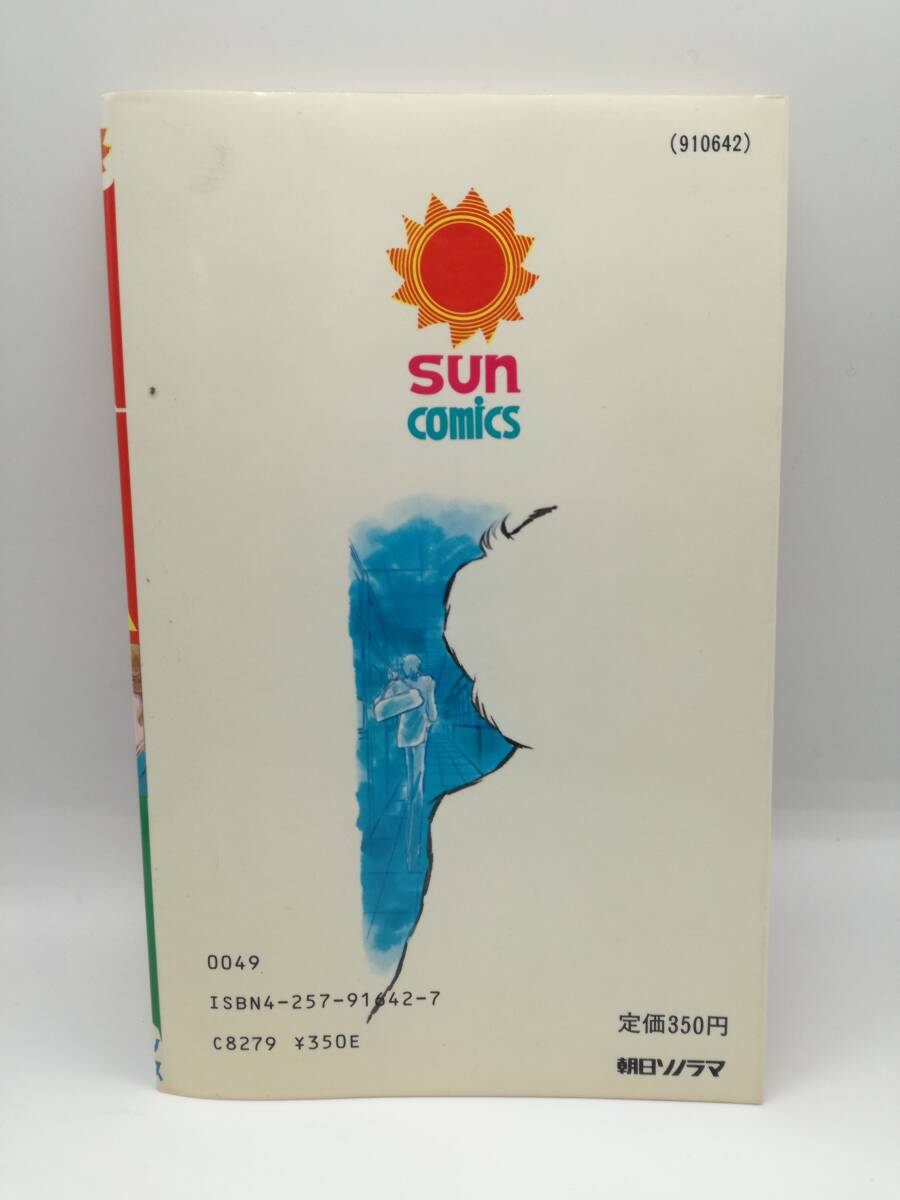 (910642)
sun
comics
0049
ISBN4-257-91642-7
C8279 ¥350E
定価350円
朝日ソノラマ